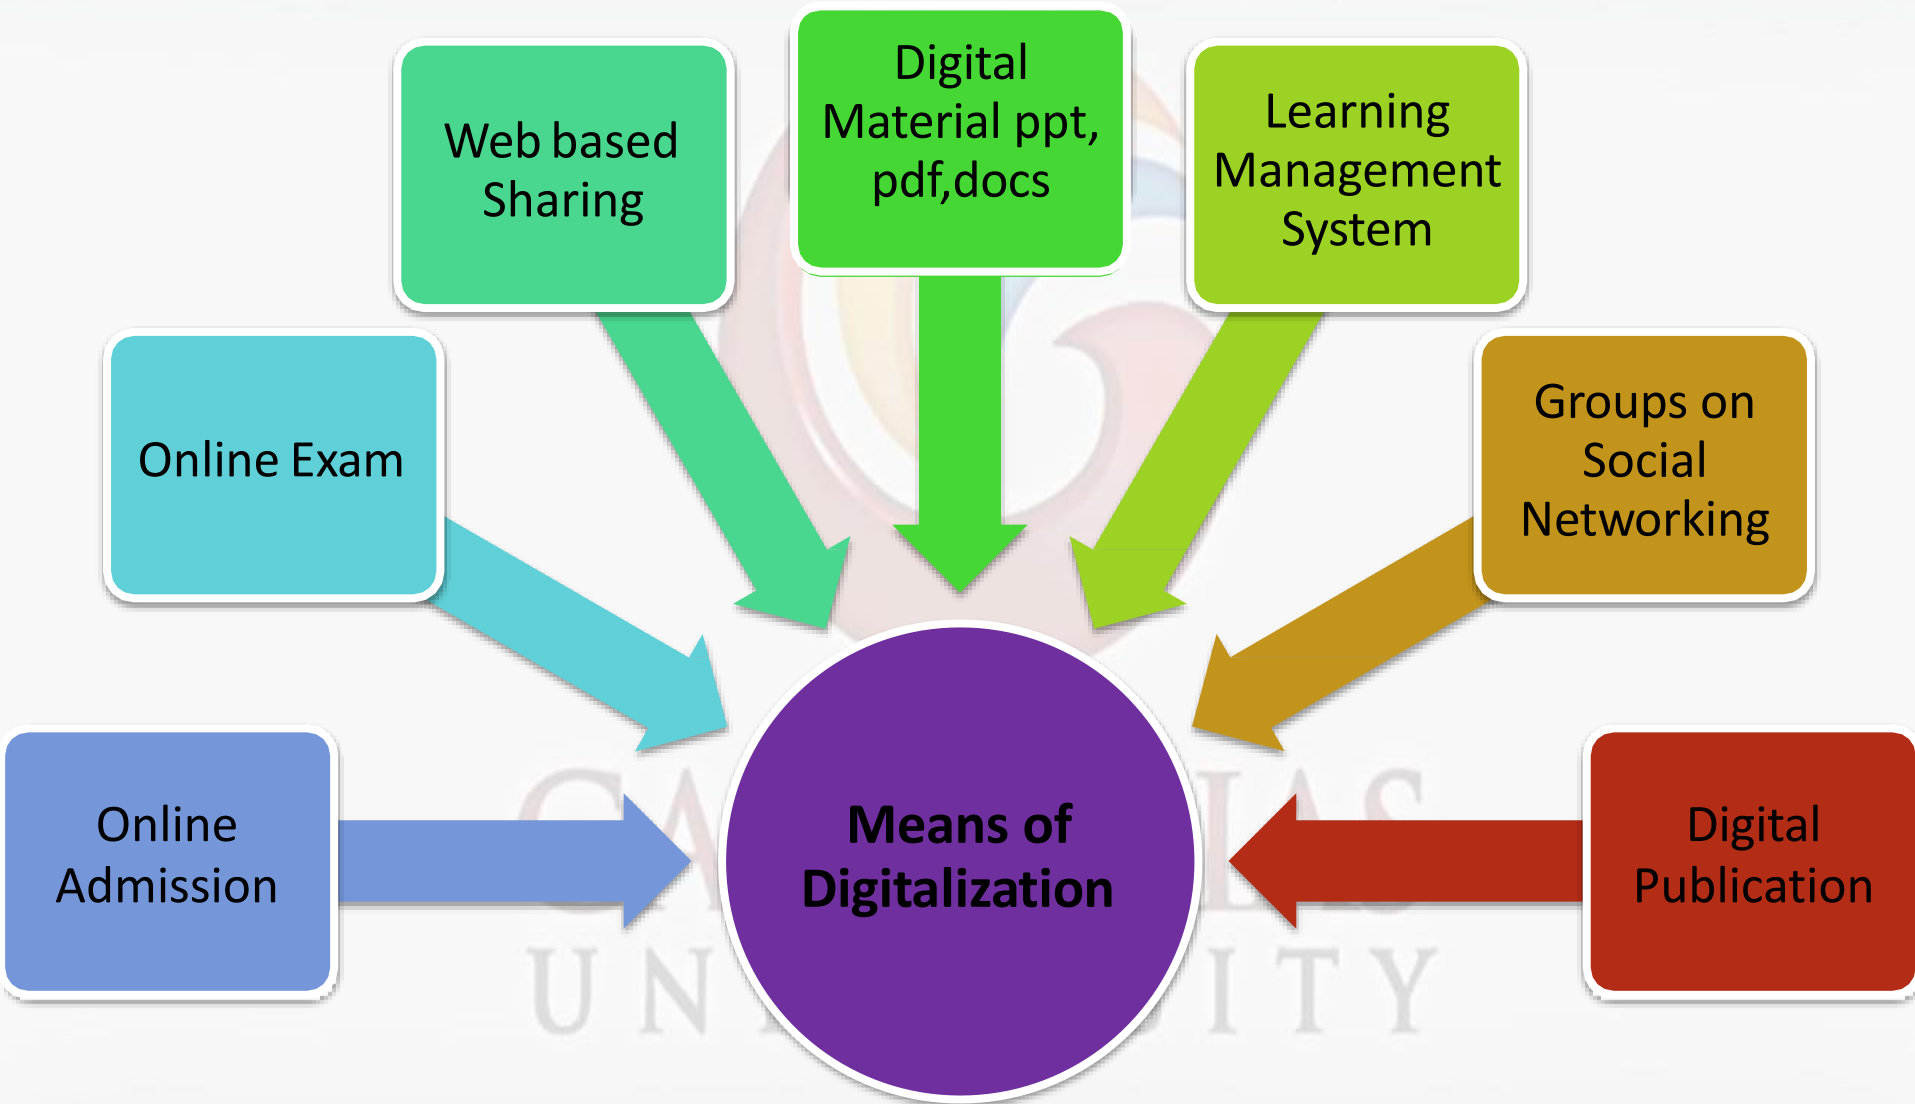 Digital
Material ppt,
pdf,docs
Web based
Sharing
Learning
Management
System
Online Exam
Groups on
Social
Networking
Online
Admission
Means of
Digitalization
Digital
Publication